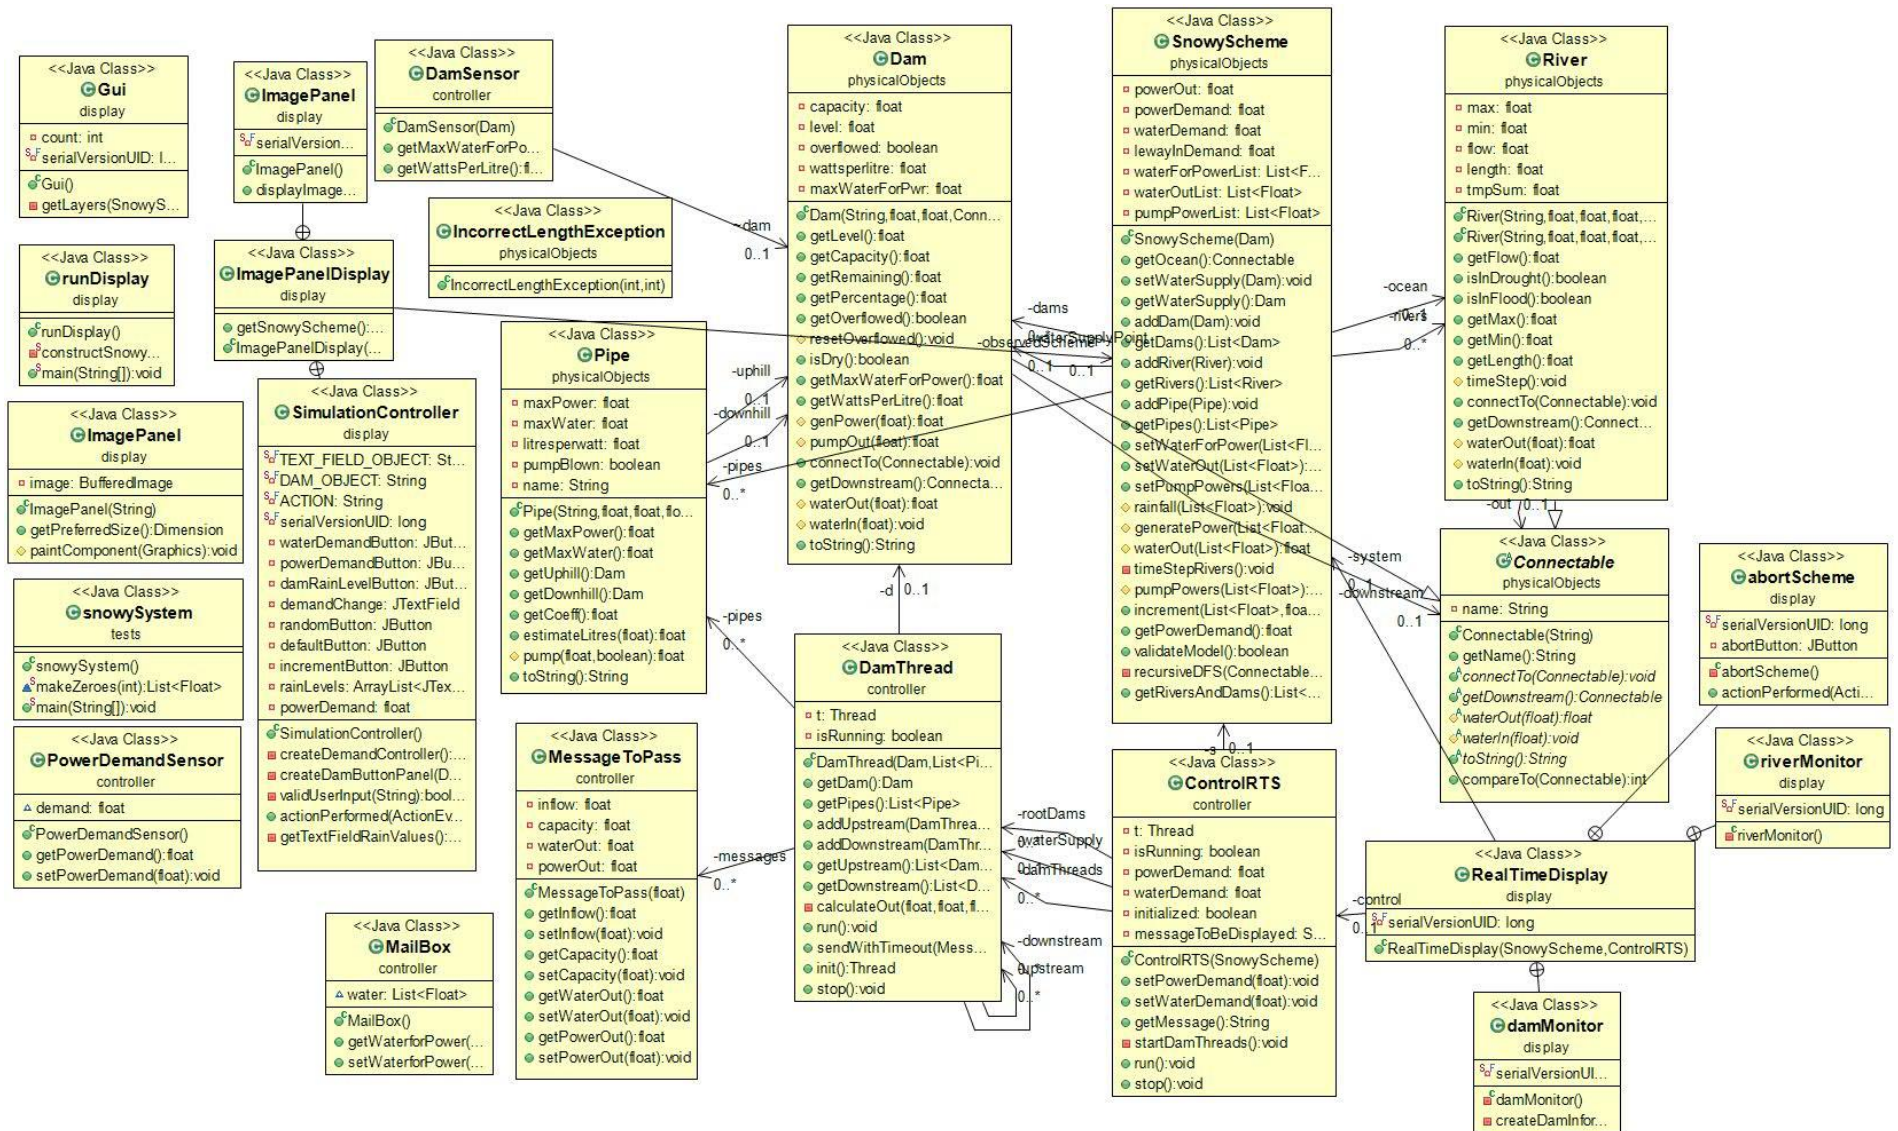 <<Java Class>>
Gui
display
count: int
serialVersionUID: l...
Gui()
getLayers(SnowyS...
<<Java Class>>
ImagePanel
display
serialVersion...
ImagePanel()
displayImage...
<<Java Class>>
DamSensor
controller
DamSensor(Dam)
getMaxWaterForPo...
getWattsPerLitre():fl...
<<Java Class>>
IncorrectLengthException
physicalObjects
IncorrectLengthException(int,int)
<<Java Class>>
runDisplay
display
runDisplay()
constructSnowy...
main(String[]):void
<<Java Class>>
ImagePanelDisplay
display
getSnowyScheme():...
ImagePanelDisplay(...
<<Java Class>>
ImagePanel
display
image: BufferedImage
ImagePanel(String)
getPreferredSize():Dimension
paintComponent(Graphics):void
<<Java Class>>
snowySystem
tests
snowySystem()
makeZeroes(int):List<Float>
main(String[]):void
<<Java Class>>
PowerDemandSensor
controller
demand: float
PowerDemandSensor()
getPowerDemand():float
setPowerDemand(float):void
<<Java Class>>
SimulationController
display
TEXT_FIELD_OBJECT: St...
DAM_OBJECT: String
ACTION: String
serialVersionUID: long
waterDemandButton: JBut...
powerDemandButton: JBu...
damRainLevelButton: JBut...
demandChange: JTextField
randomButton: JButton
defaultButton: JButton
incrementButton: JButton
rainLevels: ArrayList<JTex...
powerDemand: float
SimulationController()
createDemandController():...
createDamButtonPanel(D...
validUserInput(String):bool...
actionPerformed(ActionEv...
getTextFieldRainValues():...
<<Java Class>>
MailBox
controller
water: List<Float>
MailBox()
getWaterforPower(...
setWaterforPower(...
<<Java Class>>
Pipe
physicalObjects
maxPower: float
maxWater: float
litresperwatt: float
pumpBlown: boolean
name: String
Pipe(String,float,float,flo...
getMaxPower():float
getMaxWater():float
getUphill():Dam
getDownhill():Dam
getCoeff():float
estimateLitres(float):float
pump(float,boolean):float
toString():String
<<Java Class>>
MessageToPass
controller
inflow: float
capacity: float
waterOut: float
powerOut: float
MessageToPass(float)
getInflow():float
setInflow(float):void
getCapacity():float
setCapacity(float):void
getWaterOut():float
setWaterOut(float):void
getPowerOut():float
setPowerOut(float):void
~dam
0..1
-uphill
0..1
-downhill
0..1
-pipes
0..*
-pipes
0..*
-messages
0..*
<<Java Class>>
Dam
physicalObjects
capacity: float
level: float
overflowed: boolean
wattsperlitre: float
maxWaterForPwr: float
Dam(String,float,float,Conn...
getLevel():float
getCapacity():float
getRemaining():float
getPercentage():float
getOverflowed():boolean
resetOverflowed():void
isDry():boolean
getMaxWaterForPower():float
getWattsPerLitre():float
genPower(float):float
pumpOut(float):float
connectTo(Connectable):void
getDownstream():Connecta...
waterOut(float):float
waterIn(float):void
toString():String
-d
0..1
<<Java Class>>
DamThread
controller
t: Thread
isRunning: boolean
DamThread(Dam,List<Pi...
getDam():Dam
getPipes():List<Pipe>
addUpstream(DamThrea...
addDownstream(DamThr...
getUpstream():List<Dam...
getDownstream():List<D...
calculateOut(float,float,fl...
run():void
sendWithTimeout(Mess...
init():Thread
stop():void
-dams
-observedScheme
waterSupplyPoint
0..1
0..1
-rootDams
waterSupply
damThreads
0..*
-downstream
upstream
0..*
<<Java Class>>
SnowyScheme
physicalObjects
powerOut: float
powerDemand: float
waterDemand: float
lewayInDemand: float
waterForPowerList: List<F...
waterOutList: List<Float>
pumpPowerList: List<Float>
SnowyScheme(Dam)
getOcean():Connectable
setWaterSupply(Dam):void
getWaterSupply():Dam
addDam(Dam):void
getDams():List<Dam>
addRiver(River):void
getRivers():List<River>
addPipe(Pipe):void
getPipes():List<Pipe>
setWaterForPower(List<Fl...
setWaterOut(List<Float>):...
setPumpPowers(List<Floa...
rainfall(List<Float>):void
generatePower(List<Float...
waterOut(List<Float>):float
timeStepRivers():void
pumpPowers(List<Float>):...
increment(List<Float>,floa...
getPowerDemand():float
validateModel():boolean
recursiveDFS(Connectable...
getRiversAndDams():List<...
-s
0..1
<<Java Class>>
ControlRTS
controller
t: Thread
isRunning: boolean
powerDemand: float
waterDemand: float
initialized: boolean
messageToBeDisplayed: S...
ControlRTS(SnowyScheme)
setPowerDemand(float):void
setWaterDemand(float):void
getMessage():String
startDamThreads():void
run():void
stop():void
-ocean
0..1
-rivers
0..*
-system
0..1
-downstream
0..1
-control
0..1
<<Java Class>>
River
physicalObjects
max: float
min: float
flow: float
length: float
tmpSum: float
River(String,float,float,float,...
River(String,float,float,float,...
getFlow():float
isInDrought():boolean
isInFlood():boolean
getMax():float
getMin():float
getLength():float
timeStep():void
connectTo(Connectable):void
getDownstream():Connect...
waterOut(float):float
waterIn(float):void
toString():String
-out
0..1
<<Java Class>>
Connectable
physicalObjects
name: String
Connectable(String)
getName():String
connectTo(Connectable):void
getDownstream():Connectable
waterOut(float):float
waterIn(float):void
toString():String
compareTo(Connectable):int
<<Java Class>>
abortScheme
display
serialVersionUID: long
abortButton: JButton
abortScheme()
actionPerformed(Acti...
<<Java Class>>
riverMonitor
display
serialVersionUID: long
riverMonitor()
<<Java Class>>
RealTimeDisplay
display
serialVersionUID: long
RealTimeDisplay(SnowyScheme,ControlRTS)
<<Java Class>>
damMonitor
display
serialVersionUI...
damMonitor()
createDamInfor...